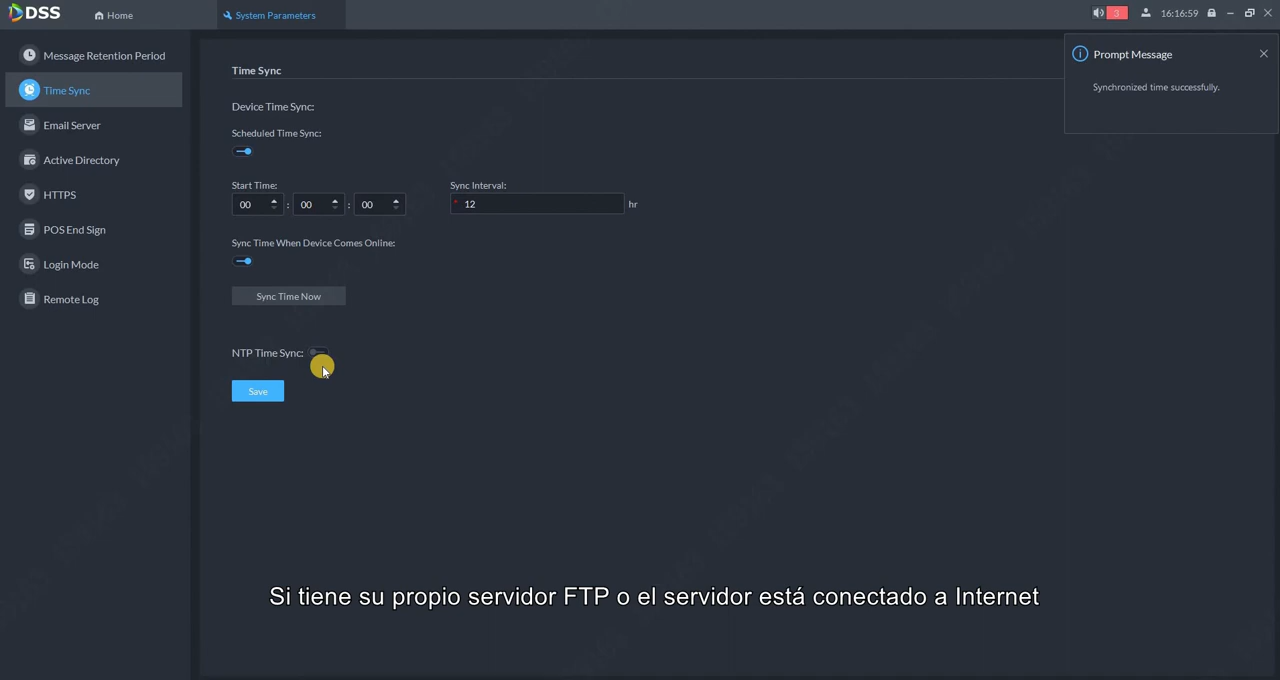 DSS
Home
System Parameters
3
16:16:59
Message Retention Period
Time Sync
Email Server
Active Directory
HTTPS
POS End Sign
Login Mode
Remote Log
Time Sync
Device Time Sync:
Scheduled Time Sync:
Start Time:
Sync Interval:
00 : 00 : 00
* 12 hr
Sync Time When Device Comes Online:
Sync Time Now
NTP Time Sync:
Save
Prompt Message
Synchronized time successfully.
Si tiene su propio servidor FTP o el servidor está conectado a Internet